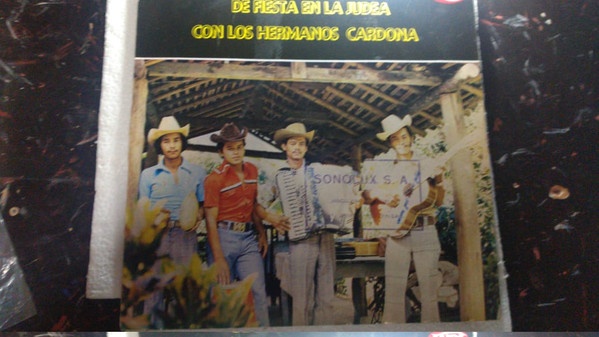 DE FIESTA EN LA JUDEA
CON LOS HERMANOS CARDONA
SONOLUX S. A.